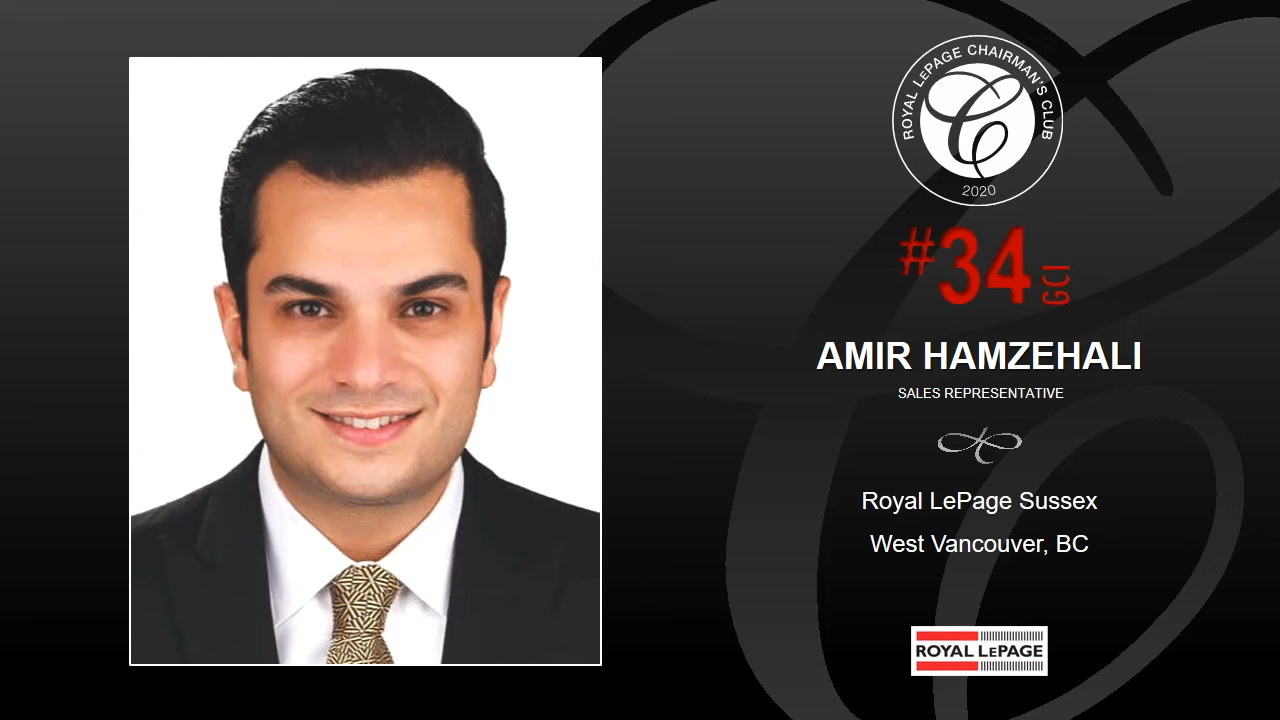 ROYAL LEPAGE CHAIRMAN'S CLUB
2020
#34 GCI
AMIR HAMZEHALI
SALES REPRESENTATIVE
Royal LePage Sussex
West Vancouver, BC
ROYAL LEPAGE